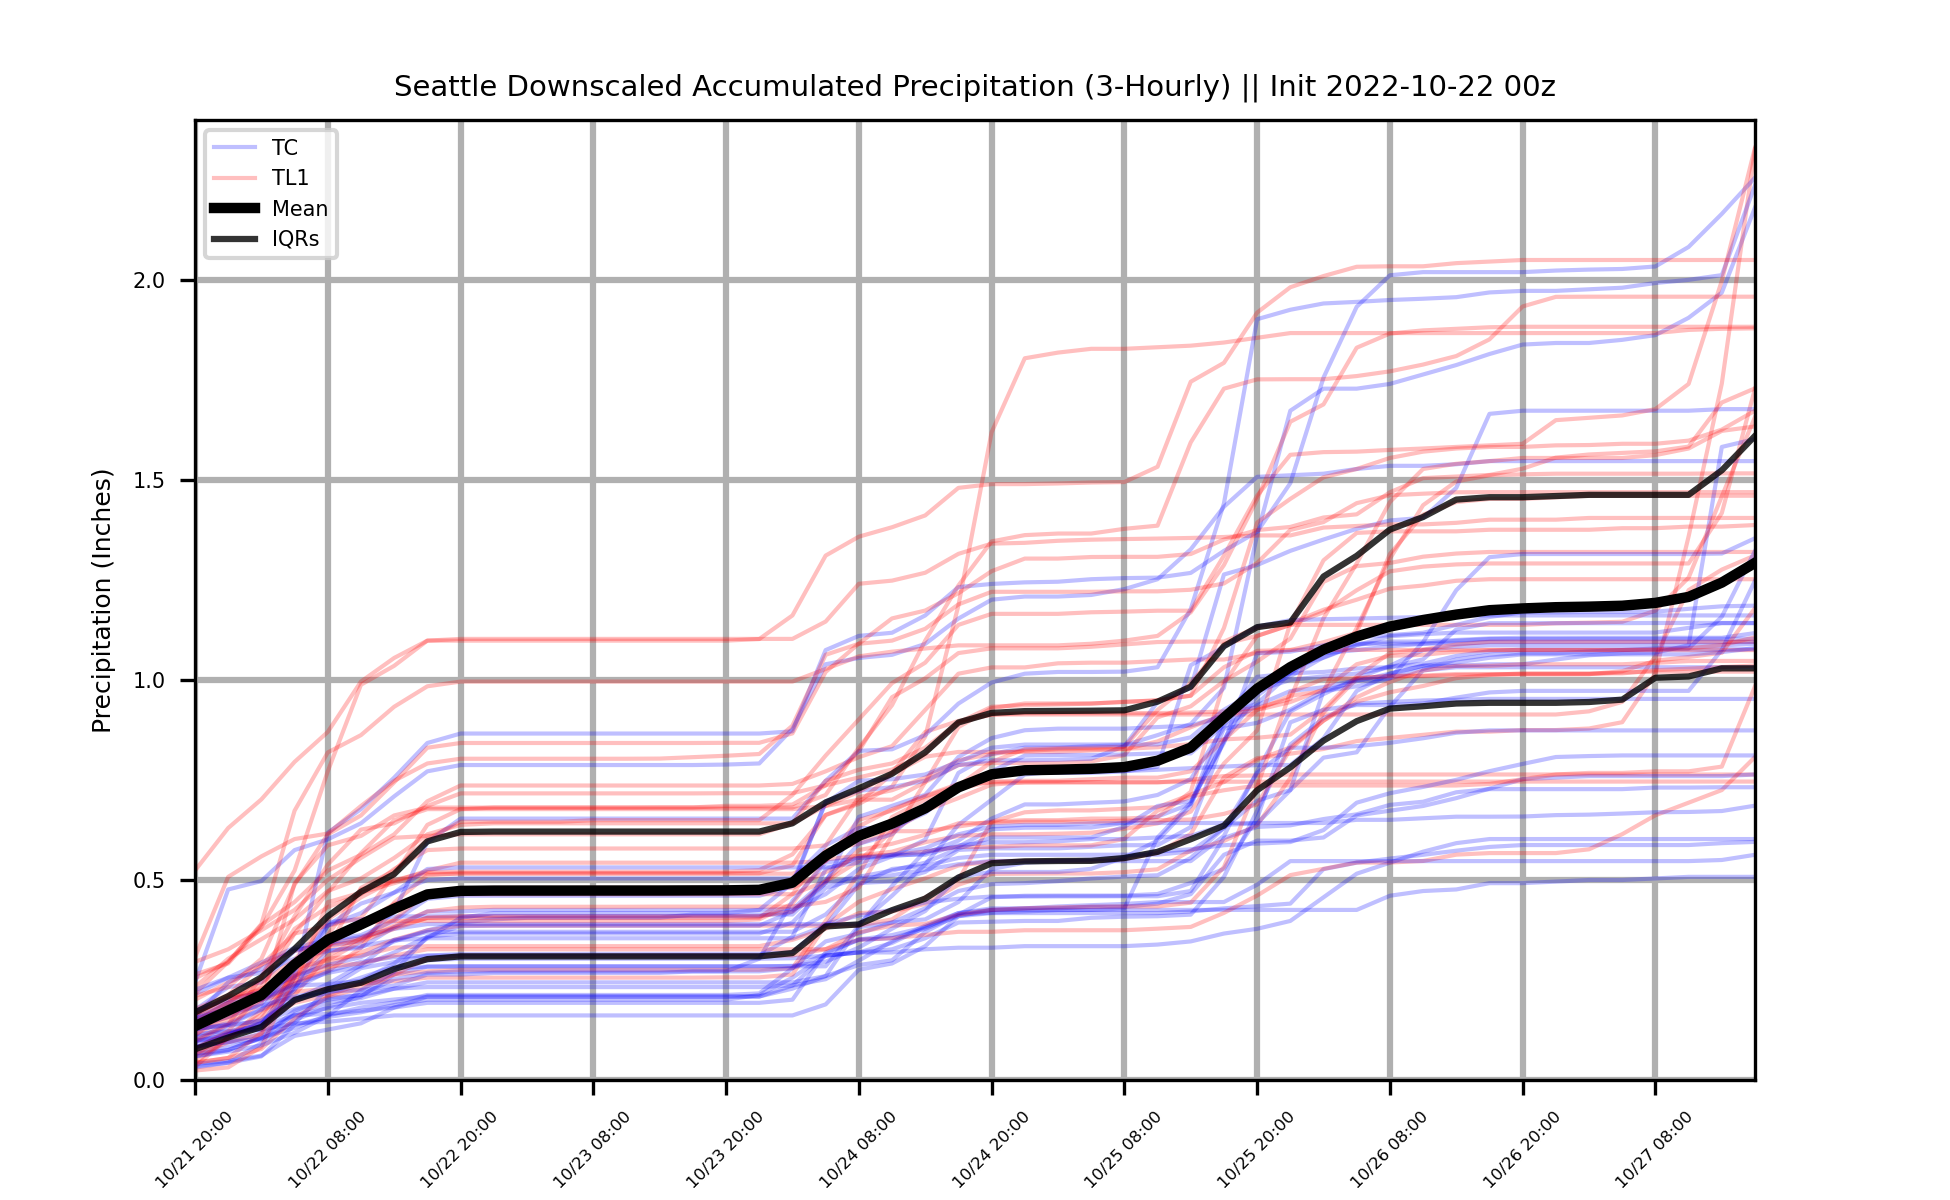 Seattle Downscaled Accumulated Precipitation (3-Hourly) || Init 2022-10-22 00z
TC
TL1
Mean
IQRs
Precipitation (Inches)
2.0
1.5
1.0
0.5
0.0
10/21 20:00
10/22 08:00
10/22 20:00
10/23 08:00
10/23 20:00
10/24 08:00
10/24 20:00
10/25 08:00
10/25 20:00
10/26 08:00
10/26 20:00
10/27 08:00